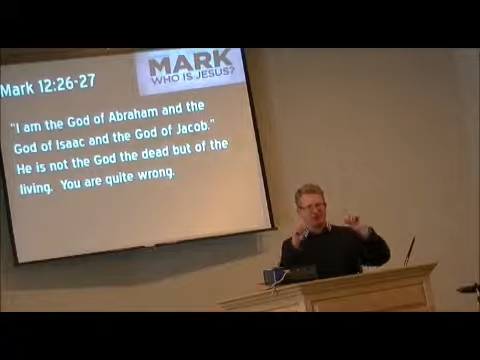 MARK
WHO IS JESUS?
Mark 12:26-27
"I am the God of Abraham and the
God of Isaac and the God of Jacob."
He is not the God the dead but of the
living. You are quite wrong.